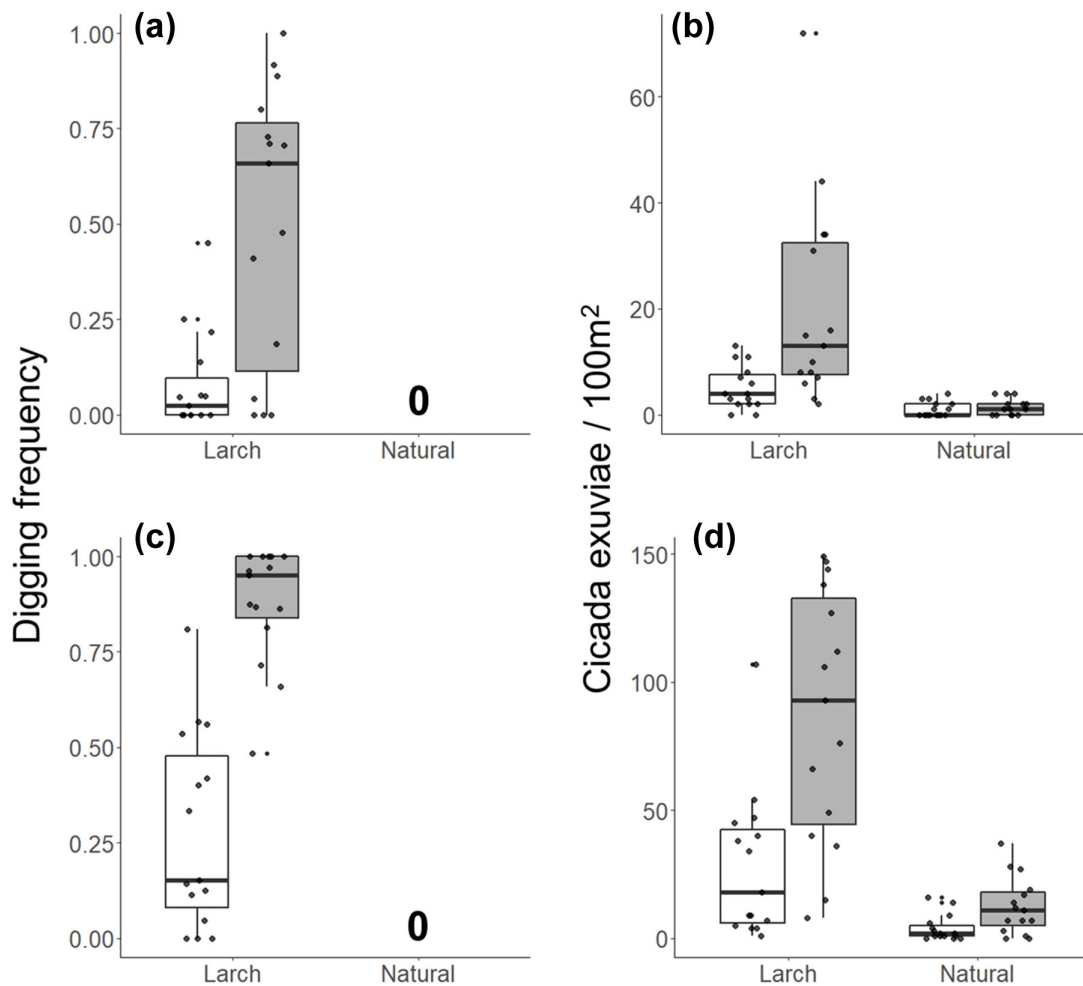 (a)
1.00
0.75
0.50
0.25
0.00
0
Larch Natural
(b)
60
40
20
0
Larch Natural
Digging frequency
Cicada exuviae / 100m²
(c)
1.00
0.75
0.50
0.25
0.00
0
Larch Natural
(d)
150
100
50
0
Larch Natural